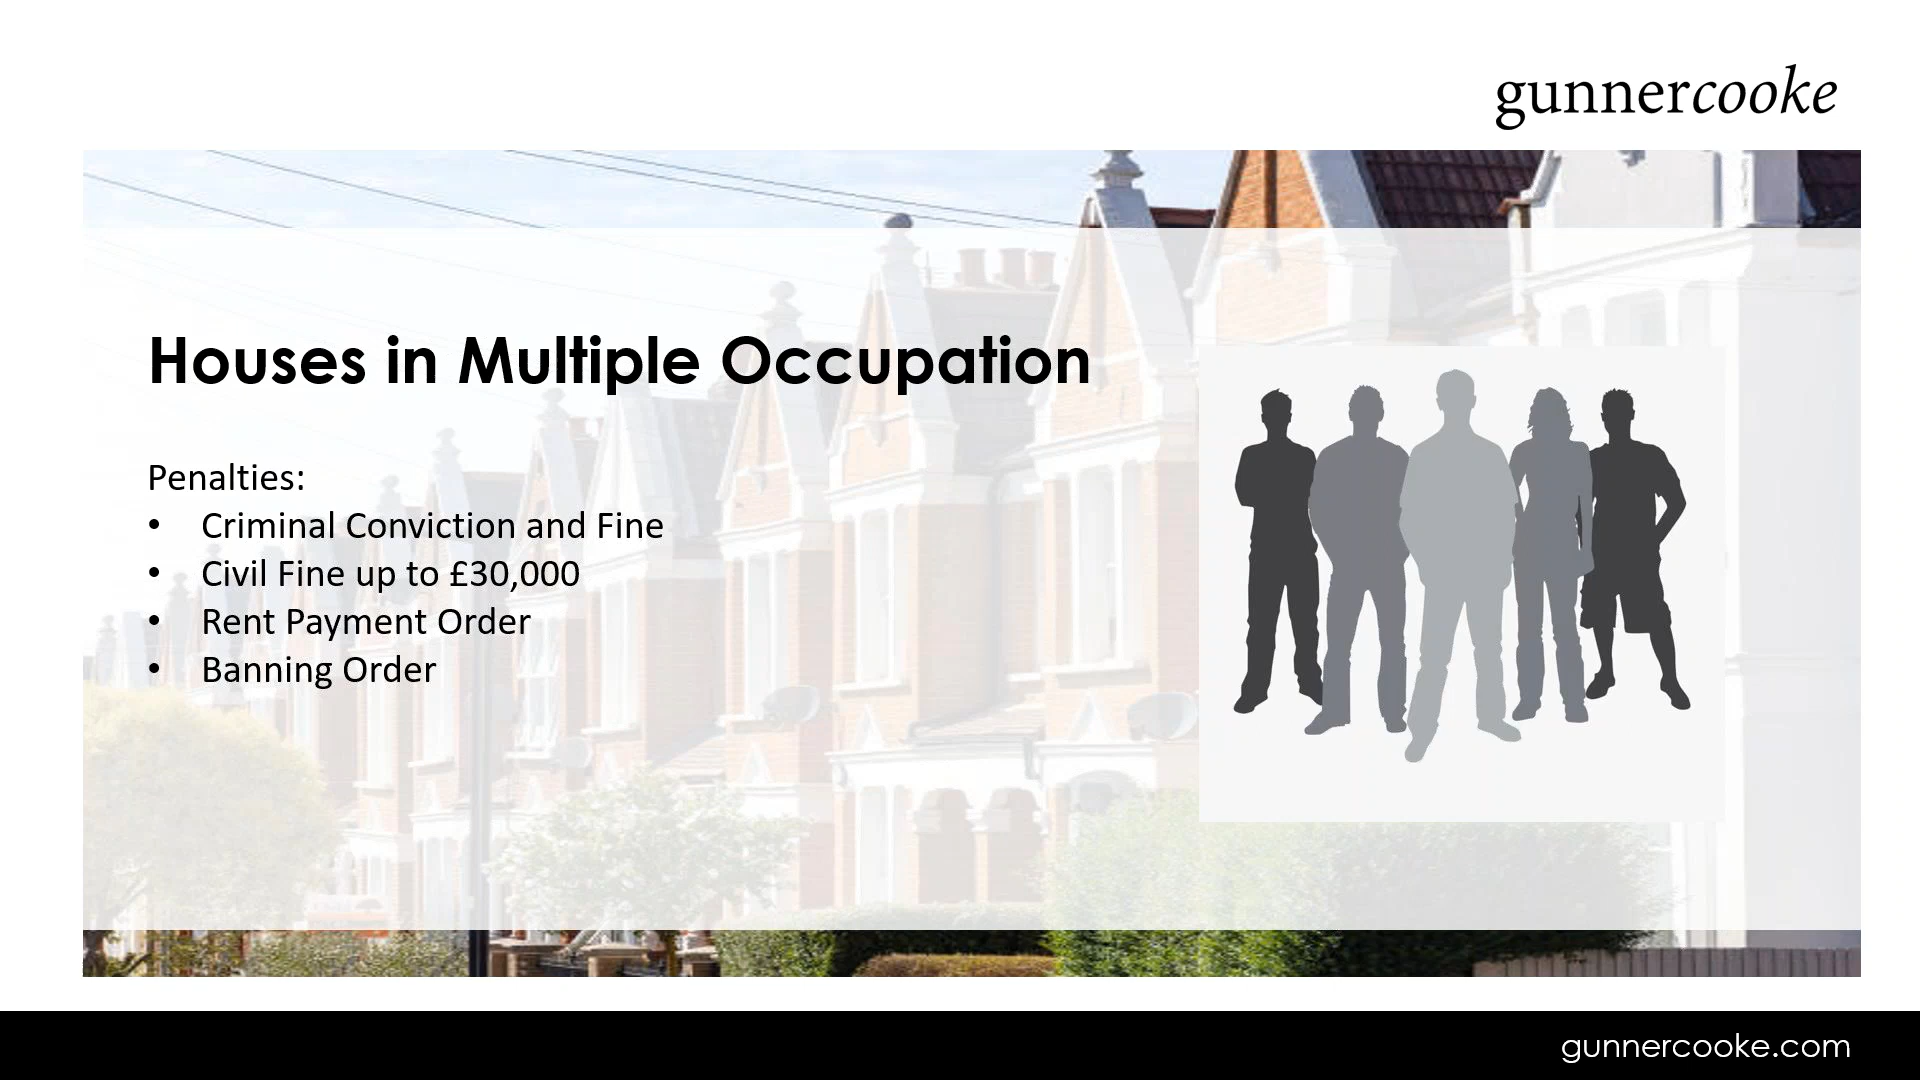 gunnercooke
Houses in Multiple Occupation
Penalties:
• Criminal Conviction and Fine
• Civil Fine up to £30,000
• Rent Payment Order
• Banning Order
gunnercooke.com